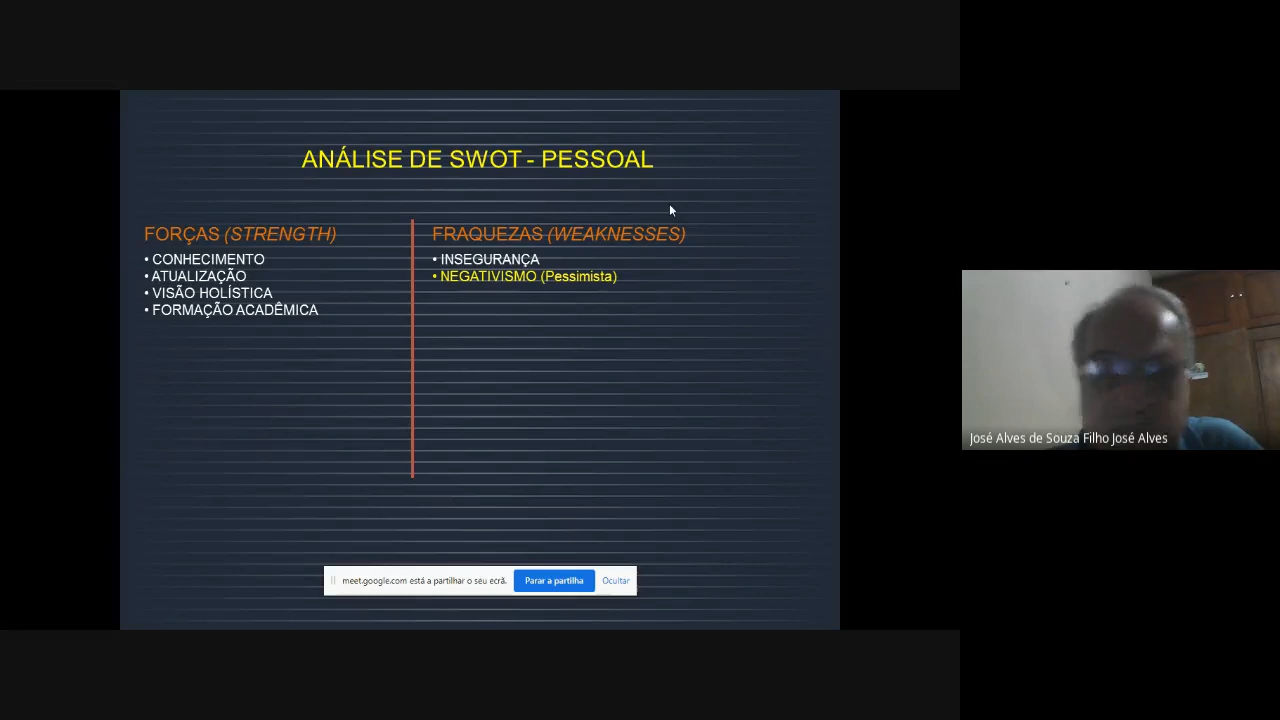 ANÁLISE DE SWOT - PESSOAL
FORÇAS (STRENGTH)
• CONHECIMENTO
• ATUALIZAÇÃO
• VISÃO HOLÍSTICA
• FORMAÇÃO ACADÊMICA
FRAQUEZAS (WEAKNESSES)
• INSEGURANÇA
• NEGATIVISMO (Pessimista)
meet.google.com está a partilhar o seu ecrã. Parar a partilha Ocultar
José Alves de Souza Filho José Alves